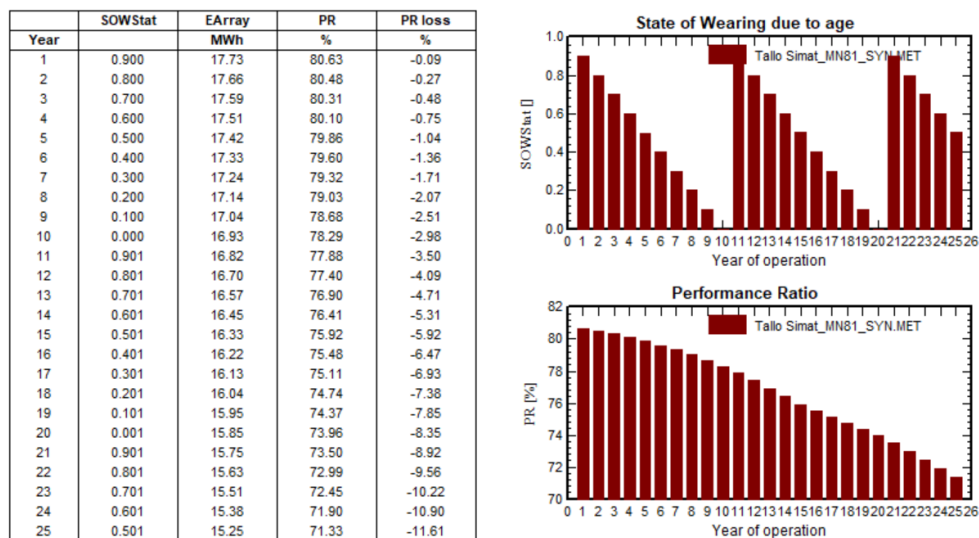 SOWStat EArray PR PR loss
Year MWh % %
1 0.900 17.73 80.63 -0.09
2 0.800 17.66 80.48 -0.27
3 0.700 17.59 80.31 -0.48
4 0.600 17.51 80.10 -0.75
5 0.500 17.42 79.86 -1.04
6 0.400 17.33 79.60 -1.36
7 0.300 17.24 79.32 -1.71
8 0.200 17.14 79.03 -2.07
9 0.100 17.04 78.68 -2.51
10 0.000 16.93 78.29 -2.98
11 0.901 16.82 77.88 -3.50
12 0.801 16.70 77.40 -4.09
13 0.701 16.57 76.90 -4.71
14 0.601 16.45 76.41 -5.31
15 0.501 16.33 75.92 -5.92
16 0.401 16.22 75.48 -6.47
17 0.301 16.13 75.11 -6.93
18 0.201 16.04 74.74 -7.38
19 0.101 15.95 74.37 -7.85
20 0.001 15.85 73.96 -8.35
21 0.901 15.75 73.50 -8.92
22 0.801 15.63 72.99 -9.56
23 0.701 15.51 72.45 -10.22
24 0.601 15.38 71.90 -10.90
25 0.501 15.25 71.33 -11.61
State of Wearing due to age
1.0
Tallo Simat_MN81_SYN.MET
0.8
0.6
SOWStat []
0.4
0.2
0.0
0 1 2 3 4 5 6 7 8 9 10 11 12 13 14 15 16 17 18 19 20 21 22 23 24 25 26
Year of operation
Performance Ratio
82
Tallo Simat_MN81_SYN.MET
80
78
76
PR [%]
74
72
70
0 1 2 3 4 5 6 7 8 9 10 11 12 13 14 15 16 17 18 19 20 21 22 23 24 25 26
Year of operation